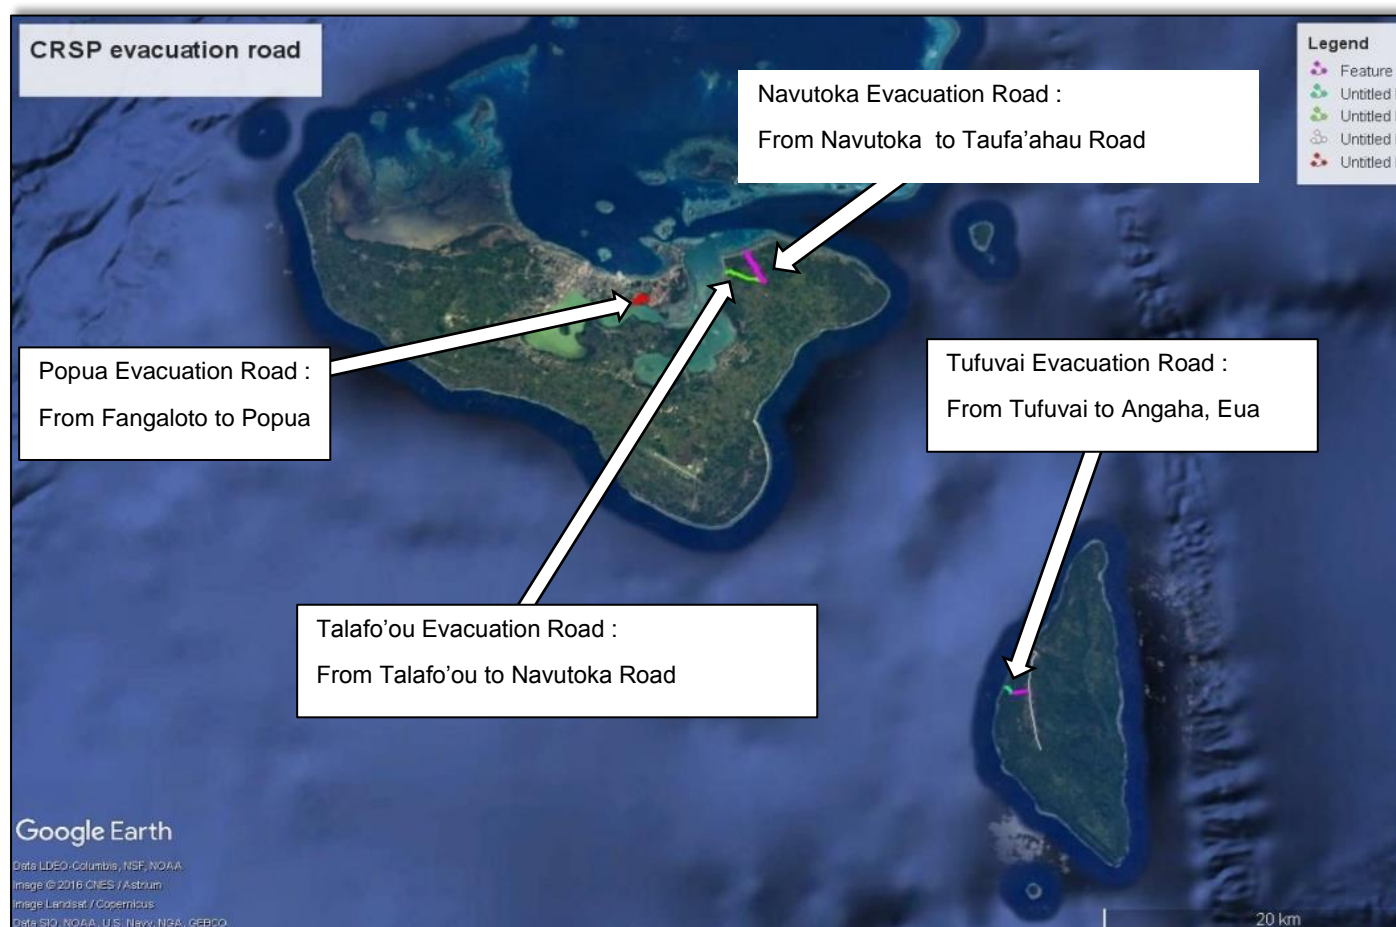 CRSP evacuation road
Legend
Feature
Untitled
Untitled
Untitled
Untitled
Navutoka Evacuation Road :
From Navutoka to Taufa’ahau Road
Popua Evacuation Road :
From Fangaloto to Popua
Tufuvai Evacuation Road :
From Tufuvai to Angaha, Eua
Talafo’ou Evacuation Road :
From Talafo’ou to Navutoka Road
Google Earth
Data LDEO-Columbia, NSF, NOAA
Image © 2016 CNES / Astrium
Image Landsat / Copernicus
Data SIO, NOAA, U.S. Navy, NGA, GEBCO
20 km